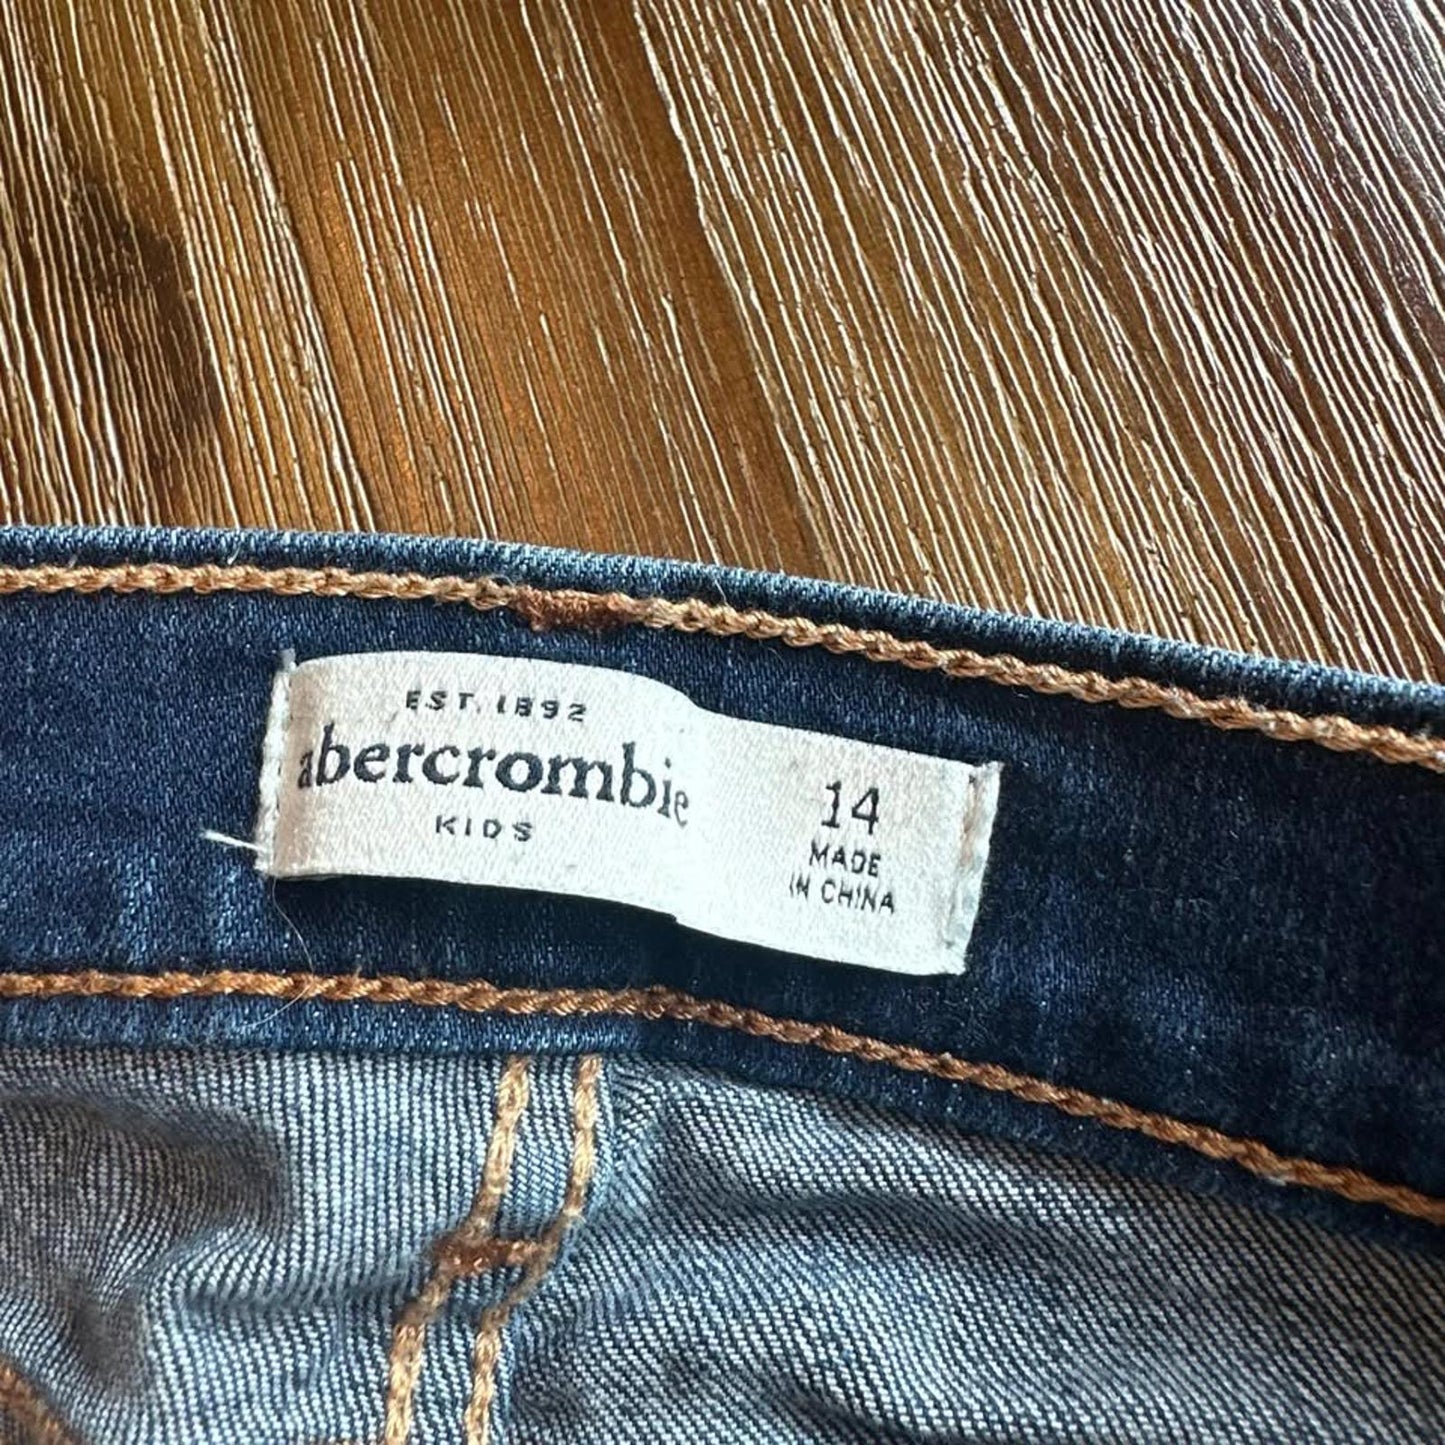 EST. 1892
abercrombie
KIDS
14
MADE
IN CHINA